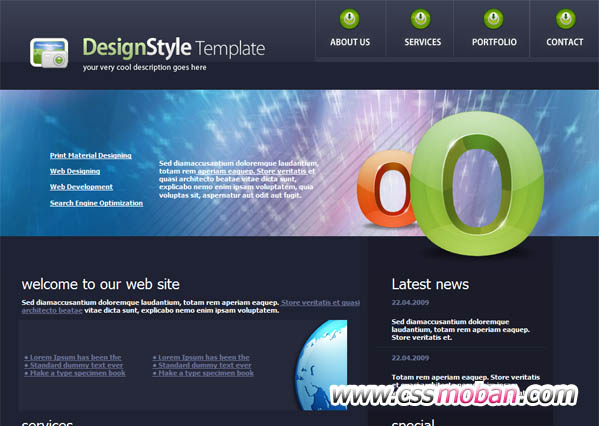 DesignStyle Template
your very cool description goes here
ABOUT US
SERVICES
PORTFOLIO
CONTACT
Print Material Designing
Web Designing
Web Development
Search Engine Optimization
Sed diamaccusantium doloremque laudantium,
totam rem aperiam eaquep. Store veritatis et
quasi architecto beatae vitae dicta sunt,
explicabo nemo enim ipsam voluptatem, quia
voluptas sit, aspernatur aut odit aut fugit.
welcome to our web site
Sed diamaccusantium doloremque laudantium, totam rem aperiam eaquep. Store veritatis et quasi
architecto beatae vitae dicta sunt, explicabo nemo enim ipsam voluptatem.
• Lorem Ipsum has been the
• Standard dummy text ever
• Make a type specimen book
• Lorem Ipsum has been the
• Standard dummy text ever
• Make a type specimen book
Latest news
22.04.2009
Sed diamaccusantium doloremque
laudantium, totam rem aperiam eaquep.
Store veritatis et.
22.04.2009
Totam rem aperiam eaquep. Store veritatis
www.cssmoban.com
services
special